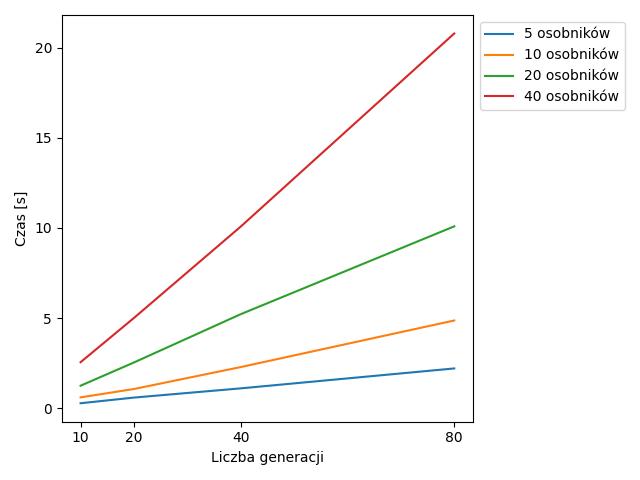 5 osobników
10 osobników
20 osobników
40 osobników
20
15
10
5
0
Czas [s]
10 20 40 80
Liczba generacji